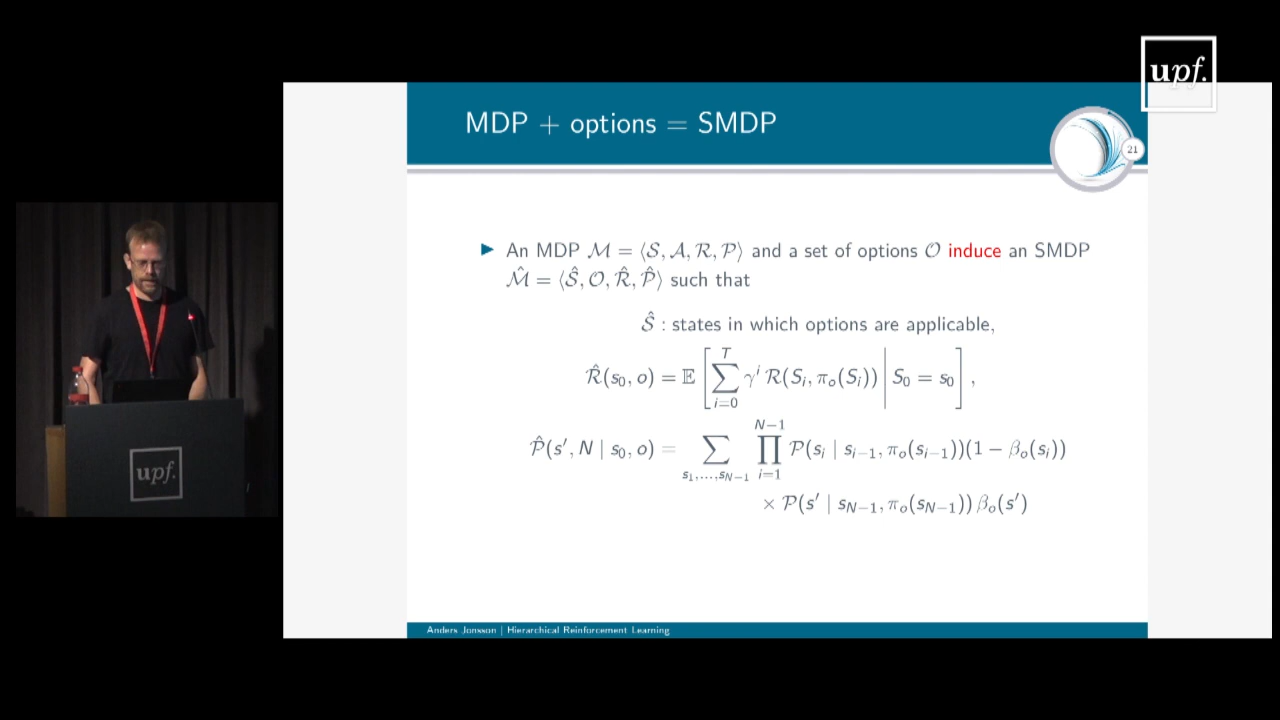 upf.
MDP + options = SMDP
21
► An MDP ℳ = ⟨𝒮, 𝒜, ℛ, 𝒫⟩ and a set of options 𝒪 induce an SMDP
ℳ̂ = ⟨𝒮̂, 𝒪, ℛ̂, 𝒫̂⟩ such that
𝒮̂ : states in which options are applicable,
ℛ̂(s₀, o) = 𝔼 [ ∑_{i=0}^{T} γ^i ℛ(S_i, π_o(S_i)) | S₀ = s₀ ] ,
𝒫̂(s′, N | s₀, o) = ∑_{s₁,…,s_{N−1}} ∏_{i=1}^{N−1} 𝒫(s_i | s_{i−1}, π_o(s_{i−1}))(1 − β_o(s_i))
× 𝒫(s′ | s_{N−1}, π_o(s_{N−1})) β_o(s′)
upf.
Anders Jonsson | Hierarchical Reinforcement Learning